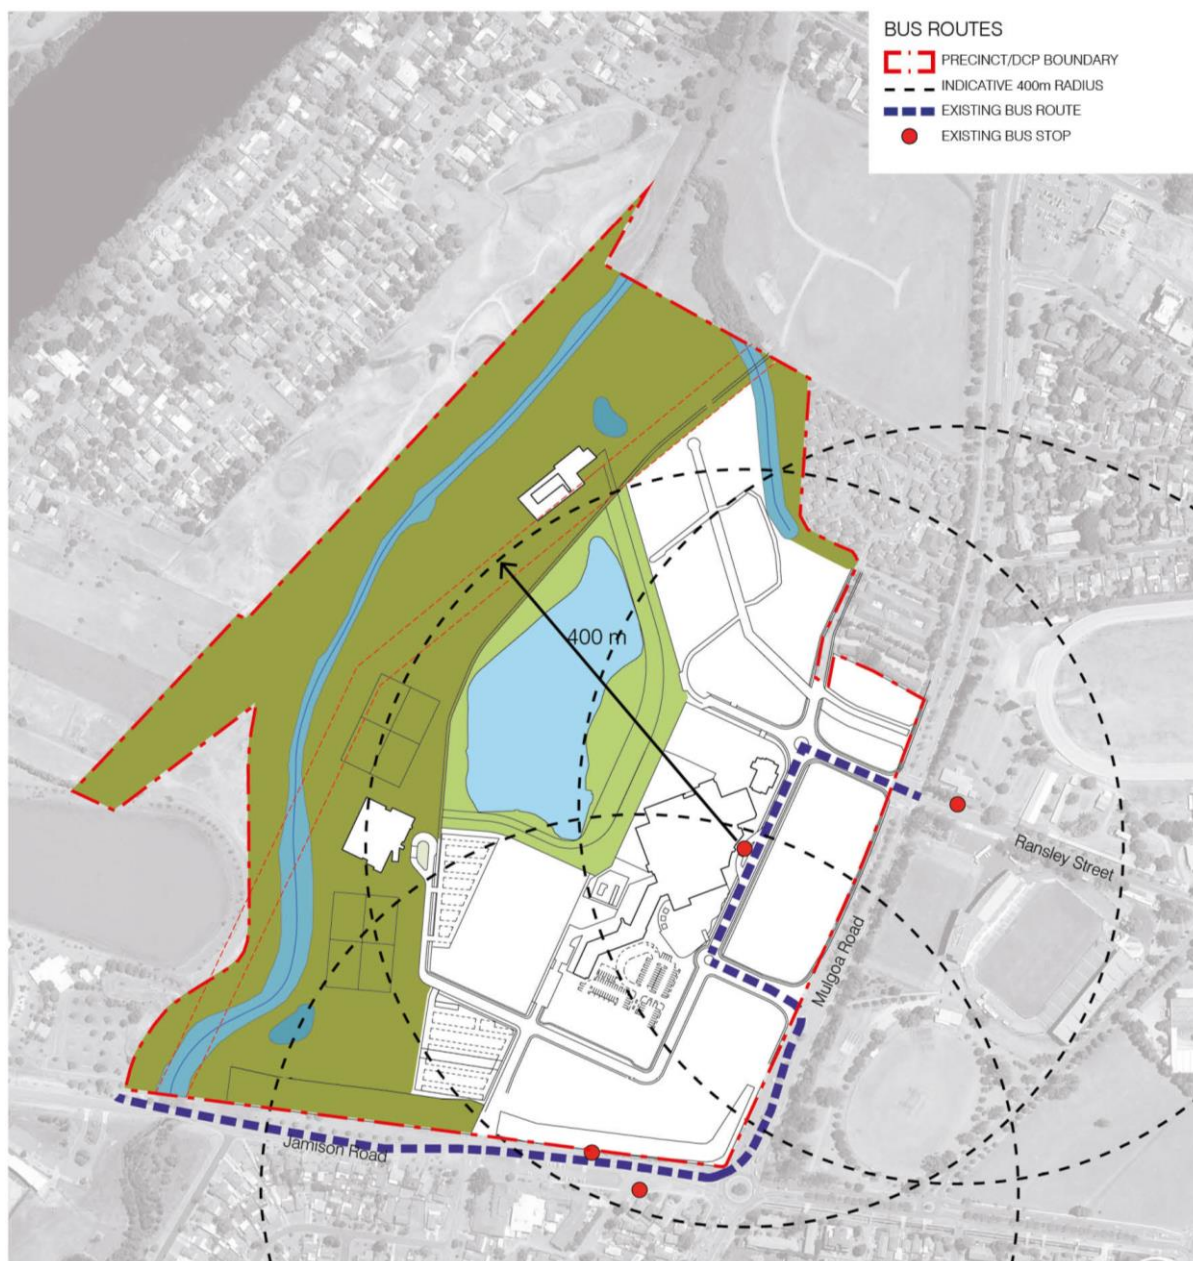 BUS ROUTES
PRECINCT/DCP BOUNDARY
INDICATIVE 400m RADIUS
EXISTING BUS ROUTE
EXISTING BUS STOP
400 m
Ransley Street
Mulgoa Road
Jamison Road